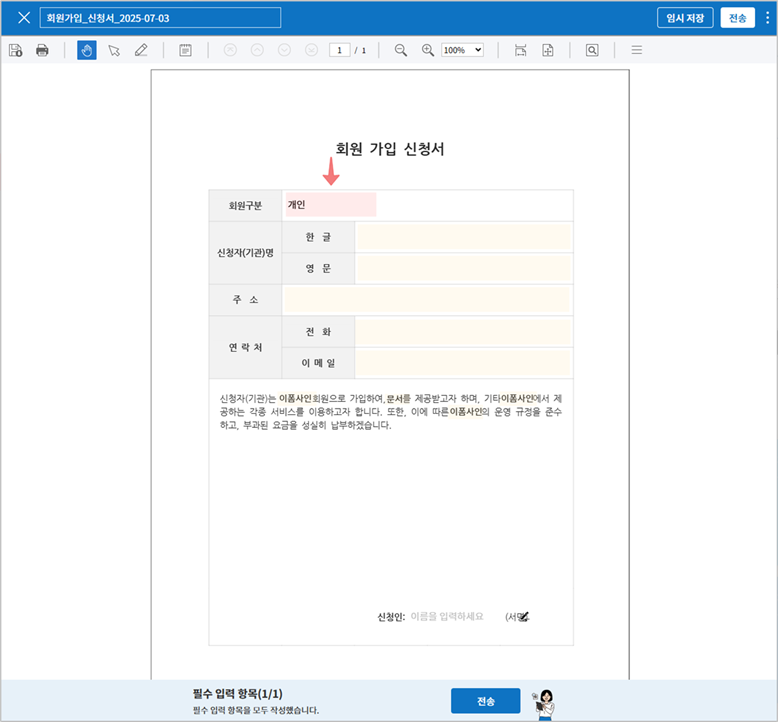 회원가입_신청서_2025-07-03
임시 저장
전송
1 / 1
100%
회원 가입 신청서
회원구분
개인
신청자(기관)명
한 글
영 문
주 소
연 락 처
전 화
이 메 일
신청자(기관)는 이폼사인회원으로 가입하여,문서를 제공받고자 하며, 기타이폼사인에서 제
공하는 각종 서비스를 이용하고자 합니다. 또한, 이에 따른이폼사인의 운영 규정을 준수
하고, 부과된 요금을 성실히 납부하겠습니다.
신청인: 이름을 입력하세요 (서명
필수 입력 항목(1/1)
필수 입력 항목을 모두 작성했습니다.
전송